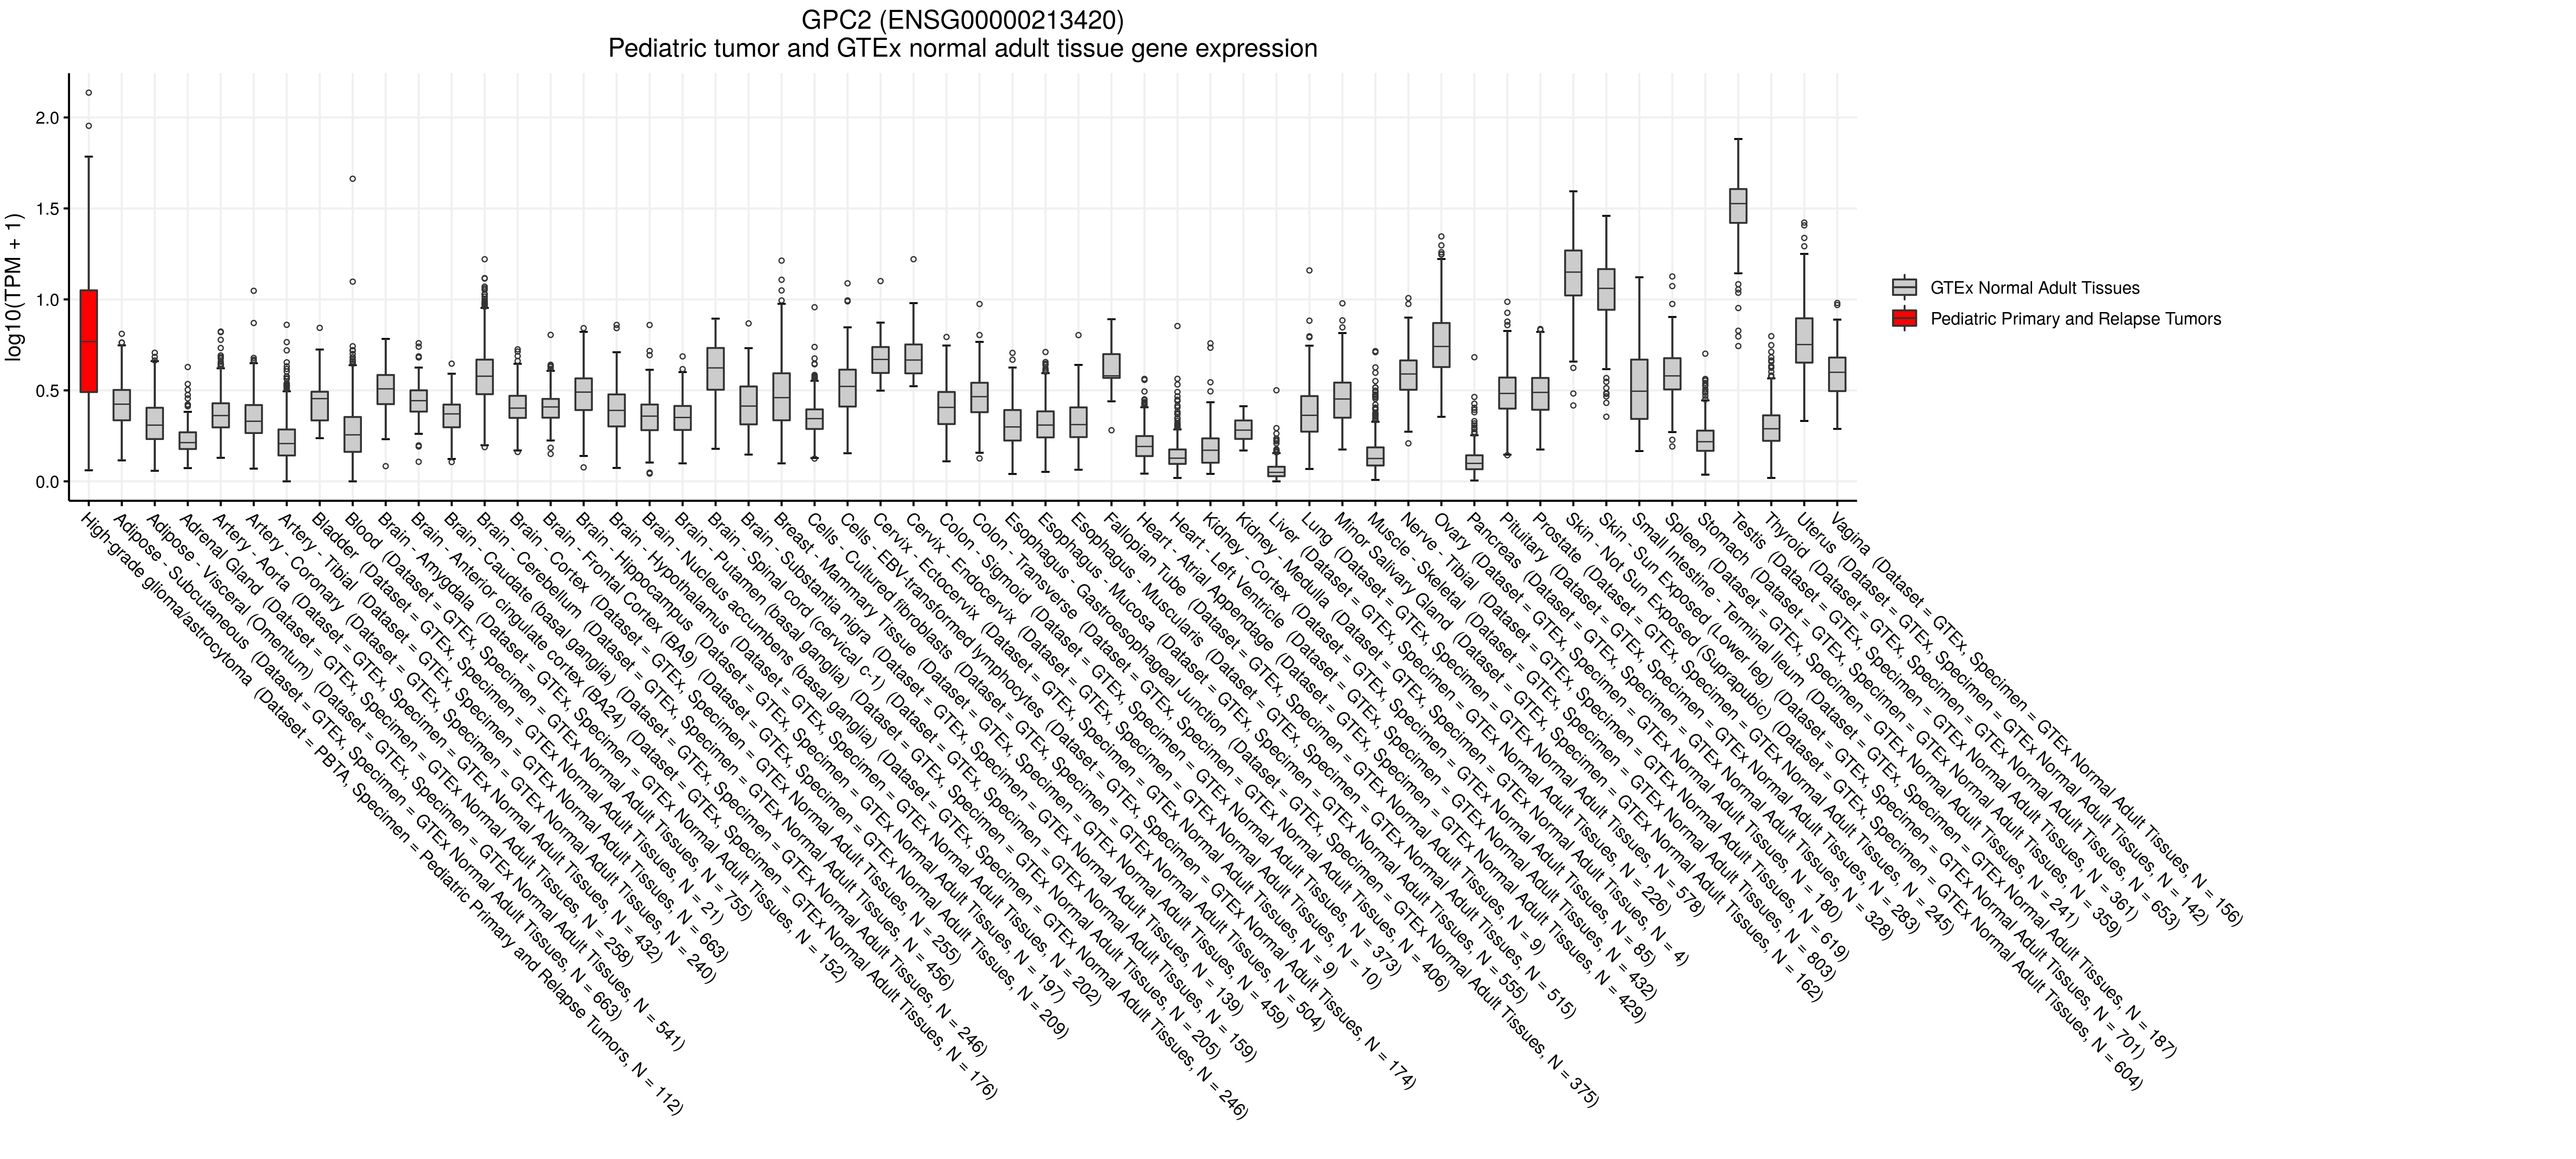 GPC2 (ENSG00000213420)
Pediatric tumor and GTEx normal adult tissue gene expression
log10(TPM + 1)
2.0
1.5
1.0
0.5
0.0
High-grade glioma/astrocytoma (Dataset = PBTA, Specimen = Pediatric Primary and Relapse Tumors, N = 112)
Adipose - Subcutaneous (Dataset = GTEx, Specimen = GTEx Normal Adult Tissues, N = 663)
Adipose - Visceral (Omentum) (Dataset = GTEx, Specimen = GTEx Normal Adult Tissues, N = 541)
Adrenal Gland (Dataset = GTEx, Specimen = GTEx Normal Adult Tissues, N = 258)
Artery - Aorta (Dataset = GTEx, Specimen = GTEx Normal Adult Tissues, N = 432)
Artery - Coronary (Dataset = GTEx, Specimen = GTEx Normal Adult Tissues, N = 240)
Artery - Tibial (Dataset = GTEx, Specimen = GTEx Normal Adult Tissues, N = 663)
Bladder (Dataset = GTEx, Specimen = GTEx Normal Adult Tissues, N = 21)
Blood (Dataset = GTEx, Specimen = GTEx Normal Adult Tissues, N = 755)
Brain - Amygdala (Dataset = GTEx, Specimen = GTEx Normal Adult Tissues, N = 152)
Brain - Anterior cingulate cortex (BA24) (Dataset = GTEx, Specimen = GTEx Normal Adult Tissues, N = 176)
Brain - Caudate (basal ganglia) (Dataset = GTEx, Specimen = GTEx Normal Adult Tissues, N = 246)
Brain - Cerebellum (Dataset = GTEx, Specimen = GTEx Normal Adult Tissues, N = 456)
Brain - Cortex (Dataset = GTEx, Specimen = GTEx Normal Adult Tissues, N = 255)
Brain - Frontal Cortex (BA9) (Dataset = GTEx, Specimen = GTEx Normal Adult Tissues, N = 209)
Brain - Hippocampus (Dataset = GTEx, Specimen = GTEx Normal Adult Tissues, N = 197)
Brain - Hypothalamus (Dataset = GTEx, Specimen = GTEx Normal Adult Tissues, N = 202)
Brain - Nucleus accumbens (basal ganglia) (Dataset = GTEx, Specimen = GTEx Normal Adult Tissues, N = 246)
Brain - Putamen (basal ganglia) (Dataset = GTEx, Specimen = GTEx Normal Adult Tissues, N = 205)
Brain - Spinal cord (cervical c-1) (Dataset = GTEx, Specimen = GTEx Normal Adult Tissues, N = 159)
Brain - Substantia nigra (Dataset = GTEx, Specimen = GTEx Normal Adult Tissues, N = 139)
Breast - Mammary Tissue (Dataset = GTEx, Specimen = GTEx Normal Adult Tissues, N = 459)
Cells - Cultured fibroblasts (Dataset = GTEx, Specimen = GTEx Normal Adult Tissues, N = 504)
Cells - EBV-transformed lymphocytes (Dataset = GTEx, Specimen = GTEx Normal Adult Tissues, N = 174)
Cervix - Ectocervix (Dataset = GTEx, Specimen = GTEx Normal Adult Tissues, N = 9)
Cervix - Endocervix (Dataset = GTEx, Specimen = GTEx Normal Adult Tissues, N = 10)
Colon - Sigmoid (Dataset = GTEx, Specimen = GTEx Normal Adult Tissues, N = 373)
Colon - Transverse (Dataset = GTEx, Specimen = GTEx Normal Adult Tissues, N = 406)
Esophagus - Gastroesophageal Junction (Dataset = GTEx, Specimen = GTEx Normal Adult Tissues, N = 375)
Esophagus - Mucosa (Dataset = GTEx, Specimen = GTEx Normal Adult Tissues, N = 555)
Esophagus - Muscularis (Dataset = GTEx, Specimen = GTEx Normal Adult Tissues, N = 515)
Fallopian Tube (Dataset = GTEx, Specimen = GTEx Normal Adult Tissues, N = 9)
Heart - Atrial Appendage (Dataset = GTEx, Specimen = GTEx Normal Adult Tissues, N = 429)
Heart - Left Ventricle (Dataset = GTEx, Specimen = GTEx Normal Adult Tissues, N = 432)
Kidney - Cortex (Dataset = GTEx, Specimen = GTEx Normal Adult Tissues, N = 85)
Kidney - Medulla (Dataset = GTEx, Specimen = GTEx Normal Adult Tissues, N = 4)
Liver (Dataset = GTEx, Specimen = GTEx Normal Adult Tissues, N = 226)
Lung (Dataset = GTEx, Specimen = GTEx Normal Adult Tissues, N = 578)
Minor Salivary Gland (Dataset = GTEx, Specimen = GTEx Normal Adult Tissues, N = 162)
Muscle - Skeletal (Dataset = GTEx, Specimen = GTEx Normal Adult Tissues, N = 803)
Nerve - Tibial (Dataset = GTEx, Specimen = GTEx Normal Adult Tissues, N = 619)
Ovary (Dataset = GTEx, Specimen = GTEx Normal Adult Tissues, N = 180)
Pancreas (Dataset = GTEx, Specimen = GTEx Normal Adult Tissues, N = 328)
Pituitary (Dataset = GTEx, Specimen = GTEx Normal Adult Tissues, N = 283)
Prostate (Dataset = GTEx, Specimen = GTEx Normal Adult Tissues, N = 245)
Skin - Not Sun Exposed (Suprapubic) (Dataset = GTEx, Specimen = GTEx Normal Adult Tissues, N = 604)
Skin - Sun Exposed (Lower leg) (Dataset = GTEx, Specimen = GTEx Normal Adult Tissues, N = 701)
Small Intestine - Terminal Ileum (Dataset = GTEx, Specimen = GTEx Normal Adult Tissues, N = 187)
Spleen (Dataset = GTEx, Specimen = GTEx Normal Adult Tissues, N = 241)
Stomach (Dataset = GTEx, Specimen = GTEx Normal Adult Tissues, N = 359)
Testis (Dataset = GTEx, Specimen = GTEx Normal Adult Tissues, N = 361)
Thyroid (Dataset = GTEx, Specimen = GTEx Normal Adult Tissues, N = 653)
Uterus (Dataset = GTEx, Specimen = GTEx Normal Adult Tissues, N = 142)
Vagina (Dataset = GTEx, Specimen = GTEx Normal Adult Tissues, N = 156)
GTEx Normal Adult Tissues
Pediatric Primary and Relapse Tumors